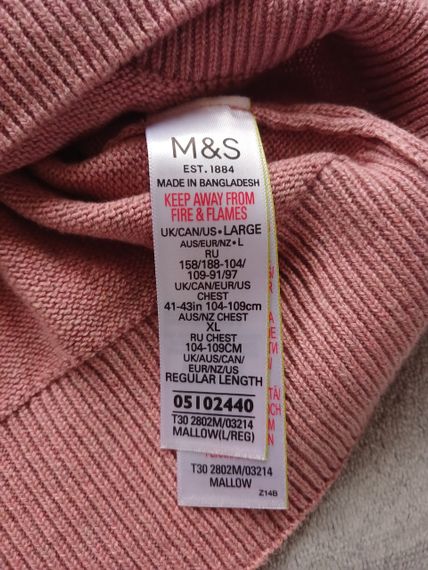 M&S
EST. 1884
MADE IN BANGLADESH
KEEP AWAY FROM
FIRE & FLAMES
UK/CAN/US•LARGE
AUS/EUR/NZ•L
RU
158/188-104/
109-91/97
UK/CAN/EUR/US
CHEST
41-43in 104-109cm
AUS/NZ CHEST
XL
RU CHEST
104-109CM
UK/AUS/CAN/
EUR/NZ/US
REGULAR LENGTH
05102440
T30 2802M/03214
MALLOW(L/REG)
T30 2802M/03214
MALLOW
Z14B